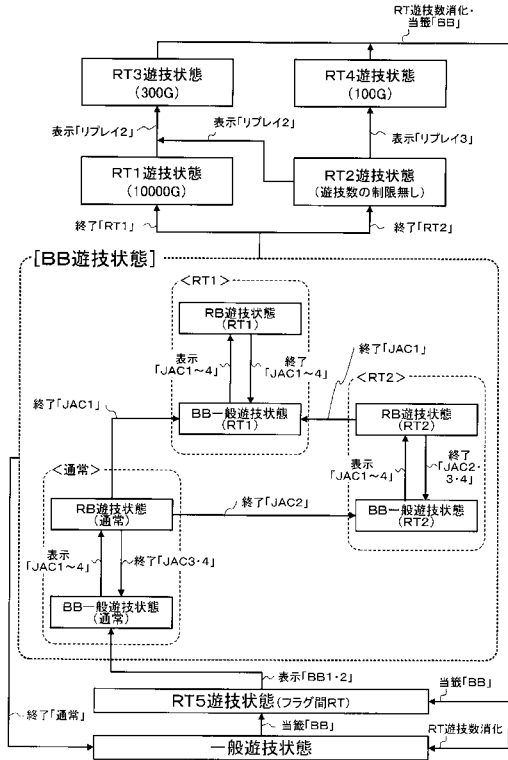 RT遊技数消化・
当籤「BB」
RT3遊技状態
(300G)
RT4遊技状態
(100G)
表示「リプレイ2」
表示「リプレイ2」
表示「リプレイ3」
RT1遊技状態
(10000G)
RT2遊技状態
(遊技数の制限無し)
終了「RT1」
終了「RT2」
[BB遊技状態]
<RT1>
RB遊技状態
(RT1)
表示
「JAC1～4」
終了
「JAC1～4」
終了「JAC1」
終了「JAC1」
<RT2>
BB一般遊技状態
(RT1)
RB遊技状態
(RT2)
表示
「JAC1～4」
終了
「JAC2・
3・4」
<通常>
RB遊技状態
(通常)
終了「JAC2」
BB一般遊技状態
(RT2)
表示
「JAC1～4」
終了「JAC3・4」
BB一般遊技状態
(通常)
表示「BB1・2」
RT5遊技状態(フラグ間RT)
当籤「BB」
終了「通常」
当籤「BB」
RT遊技数消化
一般遊技状態